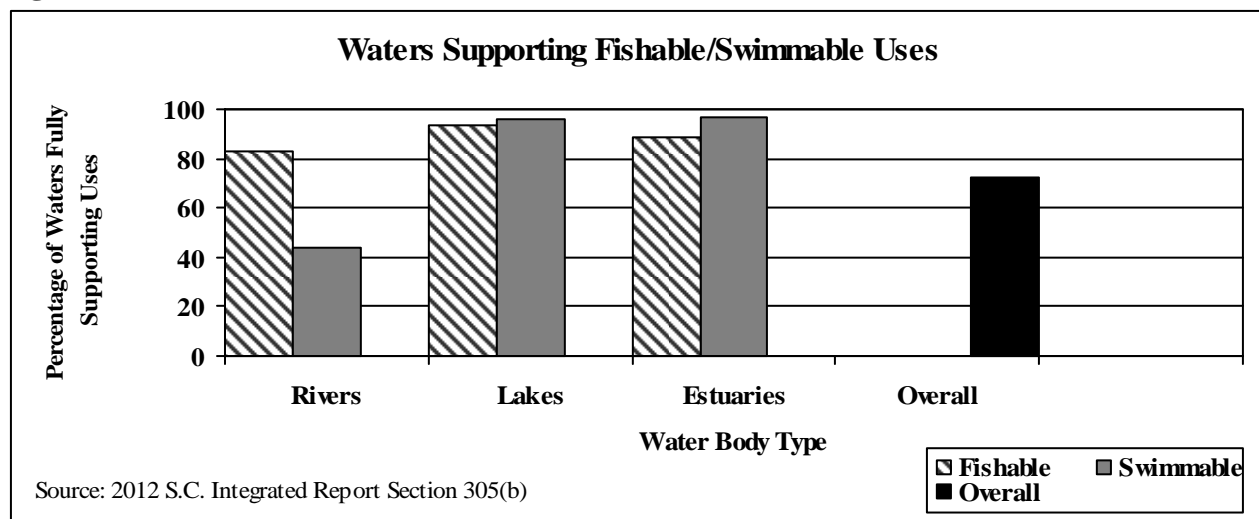 Waters Supporting Fishable/Swimmable Uses
Percentage of Waters Fully
Supporting Uses
100
80
60
40
20
0
Rivers Lakes Estuaries Overall
Water Body Type
Fishable Swimmable
Overall
Source: 2012 S.C. Integrated Report Section 305(b)